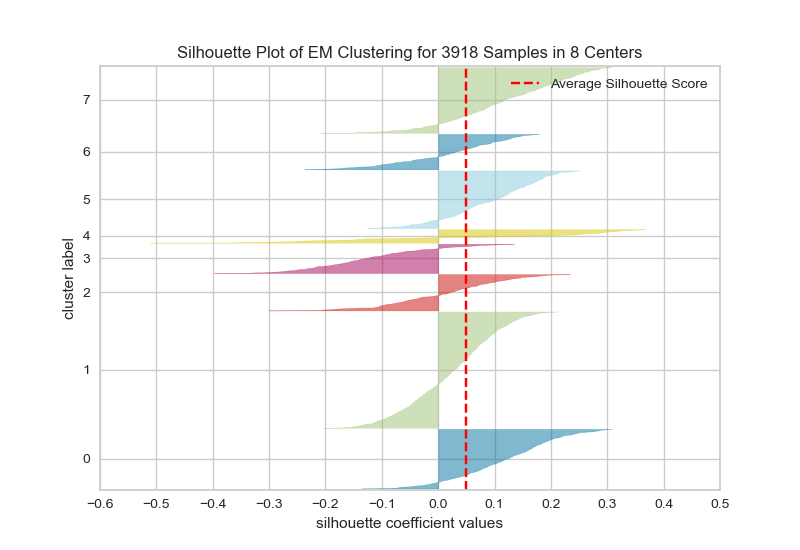 Silhouette Plot of EM Clustering for 3918 Samples in 8 Centers
Average Silhouette Score
7
6
5
4
3
2
1
0
cluster label
−0.6 −0.5 −0.4 −0.3 −0.2 −0.1 0.0 0.1 0.2 0.3 0.4 0.5
silhouette coefficient values